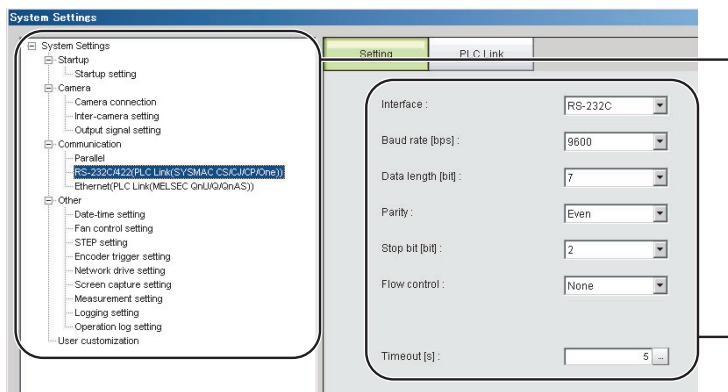 System Settings
System Settings
Startup
Startup setting
Camera
Camera connection
Inter-camera setting
Output signal setting
Communication
Parallel
RS-232C/422(PLC Link(SYSMAC CS/CJ/CP/One))
Ethernet(PLC Link(MELSEC QnU/Q/QnAS))
Other
Date-time setting
Fan control setting
STEP setting
Encoder trigger setting
Network drive setting
Screen capture setting
Measurement setting
Logging setting
Operation log setting
User customization
Setting
PLC Link
Interface :
RS-232C
Baud rate [bps] :
9600
Data length [bit] :
7
Parity :
Even
Stop bit [bit] :
2
Flow control :
None
Timeout [s] :
5
...